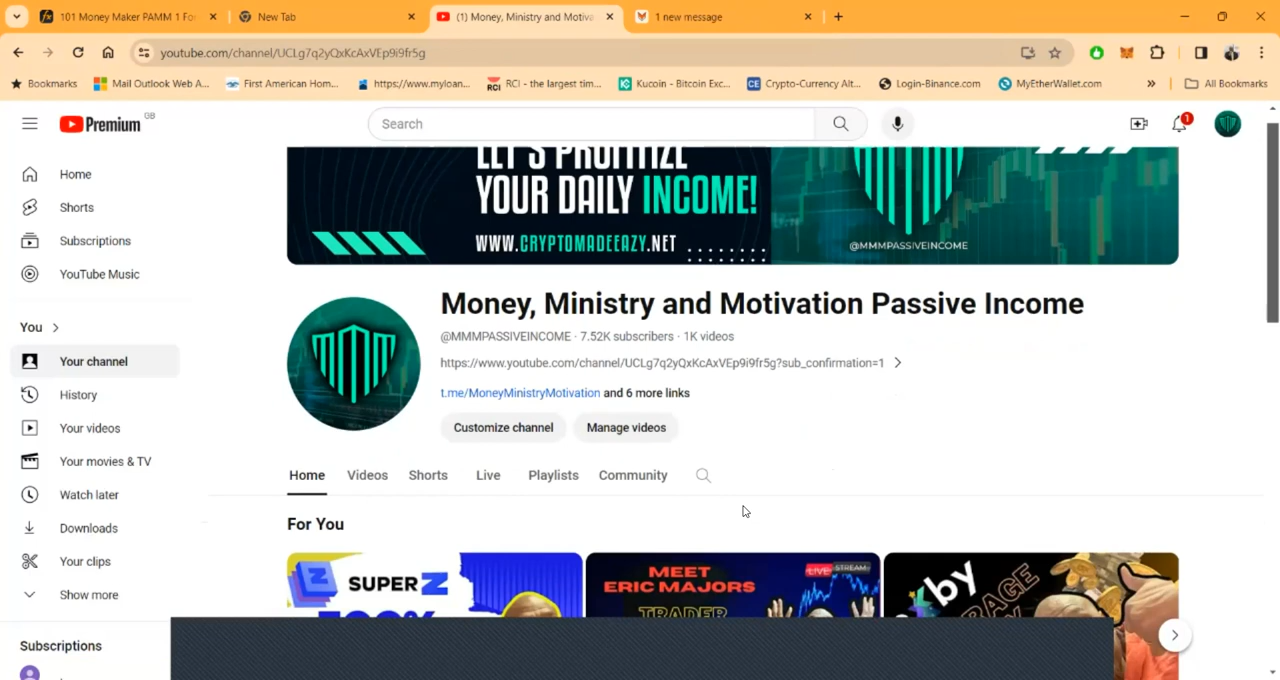 101 Money Maker PAMM 1 Fo
New Tab
(1) Money, Ministry and Motiva
1 new message
youtube.com/channel/UCLg7q2yQxKcAxVEp9i9fr5g
Bookmarks
Mail Outlook Web A...
First American Hom...
https://www.myloan...
RCI - the largest tim...
Kucoin - Bitcoin Exc...
Crypto-Currency Alt...
Login-Binance.com
MyEtherWallet.com
»
All Bookmarks
Premium GB
Search
1
LET'S PROFITIZE
YOUR DAILY INCOME!
WWW.CRYPTOMADEEAZY.NET
@MMMPASSIVEINCOME
Home
Shorts
Subscriptions
YouTube Music
You
Your channel
History
Your videos
Your movies & TV
Watch later
Downloads
Your clips
Show more
Subscriptions
Money, Ministry and Motivation Passive Income
@MMMPASSIVEINCOME · 7.52K subscribers · 1K videos
https://www.youtube.com/channel/UCLg7q2yQxKcAxVEp9i9fr5g?sub_confirmation=1
t.me/MoneyMinistryMotivation and 6 more links
Customize channel
Manage videos
Home
Videos
Shorts
Live
Playlists
Community
For You
SUPER Z
100%
MEET
ERIC MAJORS
TRADER
LIVE STREAM
by